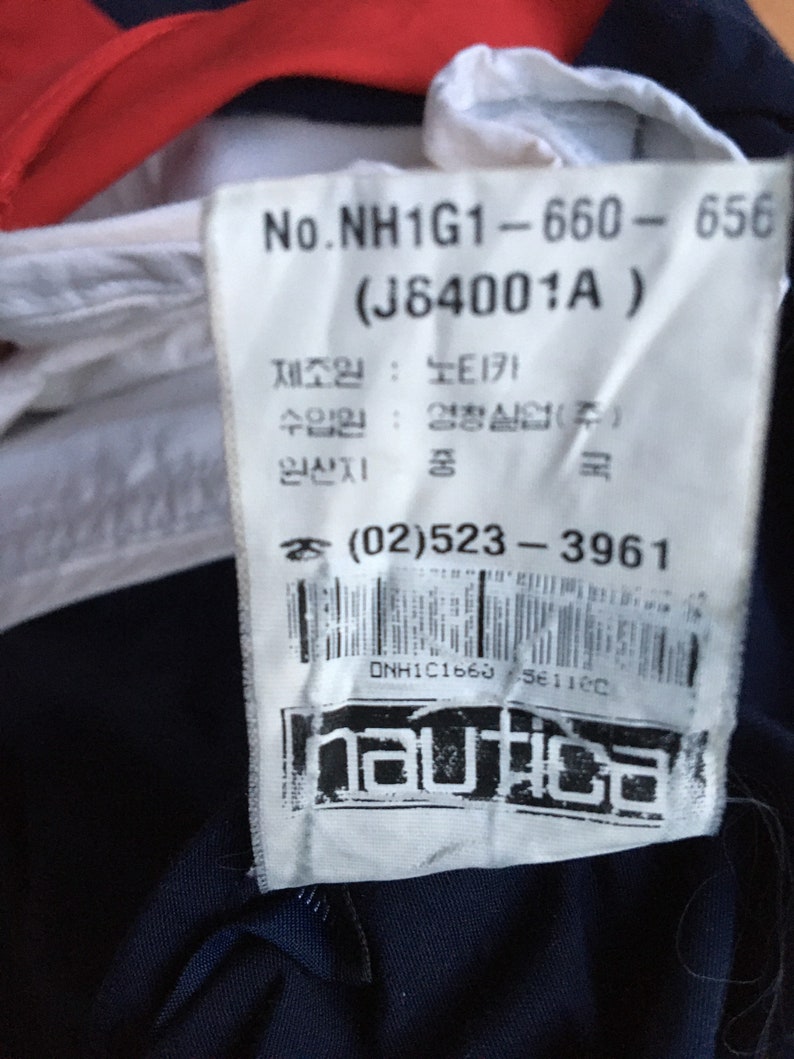 No.NH1G1-660- 656
(J64001A )
제조원 : 노티카
수입원 : 영창실업(주)
원산지 중 국
☎ (02)523-3961
nautica